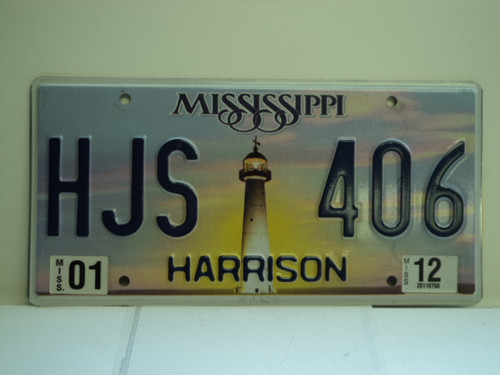 MISSISSIPPI
HJS 406
HARRISON
MISS. 01
MISS 12